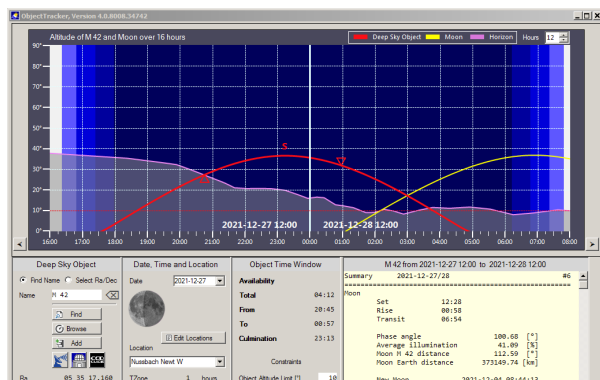 ObjectTracker, Version 4.0.8008.34742
Altitude of M 42 and Moon over 16 hours
Deep Sky Object Moon Horizon Hours 12
90°
80°
70°
60°
50°
40°
30°
20°
10°
0°
S
2021-12-27 12:00 2021-12-28 12:00
16:00 17:00 18:00 19:00 20:00 21:00 22:00 23:00 00:00 01:00 02:00 03:00 04:00 05:00 06:00 07:00 08:00
Deep Sky Object
Find Name Select Ra/Dec
Name M 42
Find
Browse
Add
Ra 05 35 17.160
Date, Time and Location
Date 2021-12-27
Edit Locations
Location
Nussbach Newt W
TZone 1 hours
Object Time Window
Availability
Total 04:12
From 20:45
To 00:57
Culmination 23:13
Constraints
Object Altitude Limit [°] 10
M 42 from 2021-12-27 12:00 to 2021-12-28 12:00
Summary 2021-12-27/28 #6
Moon
Set 12:28
Rise 00:58
Transit 06:54
Phase angle 100.68 [°]
Average illumination 41.09 [%]
Moon M 42 distance 112.59 [°]
Moon Earth distance 373149.74 [km]
New Moon 2021-12-04 08:44:13